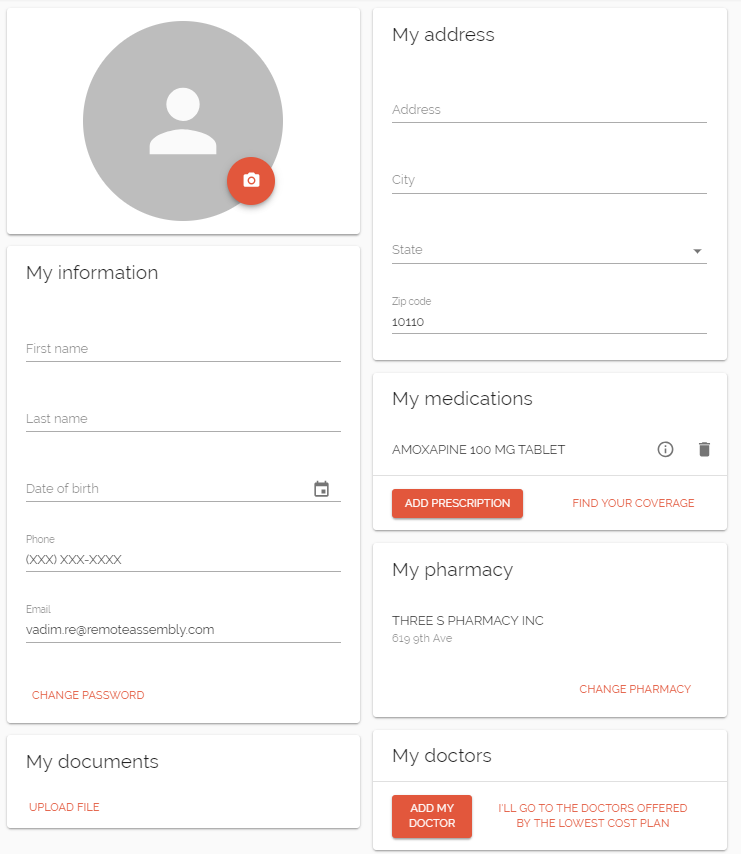 My information
First name
Last name
Date of birth
Phone
(XXX) XXX-XXXX
Email
vadim.re@remoteassembly.com
CHANGE PASSWORD
My documents
UPLOAD FILE
My address
Address
City
State
Zip code
10110
My medications
AMOXAPINE 100 MG TABLET
ADD PRESCRIPTION
FIND YOUR COVERAGE
My pharmacy
THREE S PHARMACY INC
619 9th Ave
CHANGE PHARMACY
My doctors
ADD MY
DOCTOR
I'LL GO TO THE DOCTORS OFFERED
BY THE LOWEST COST PLAN